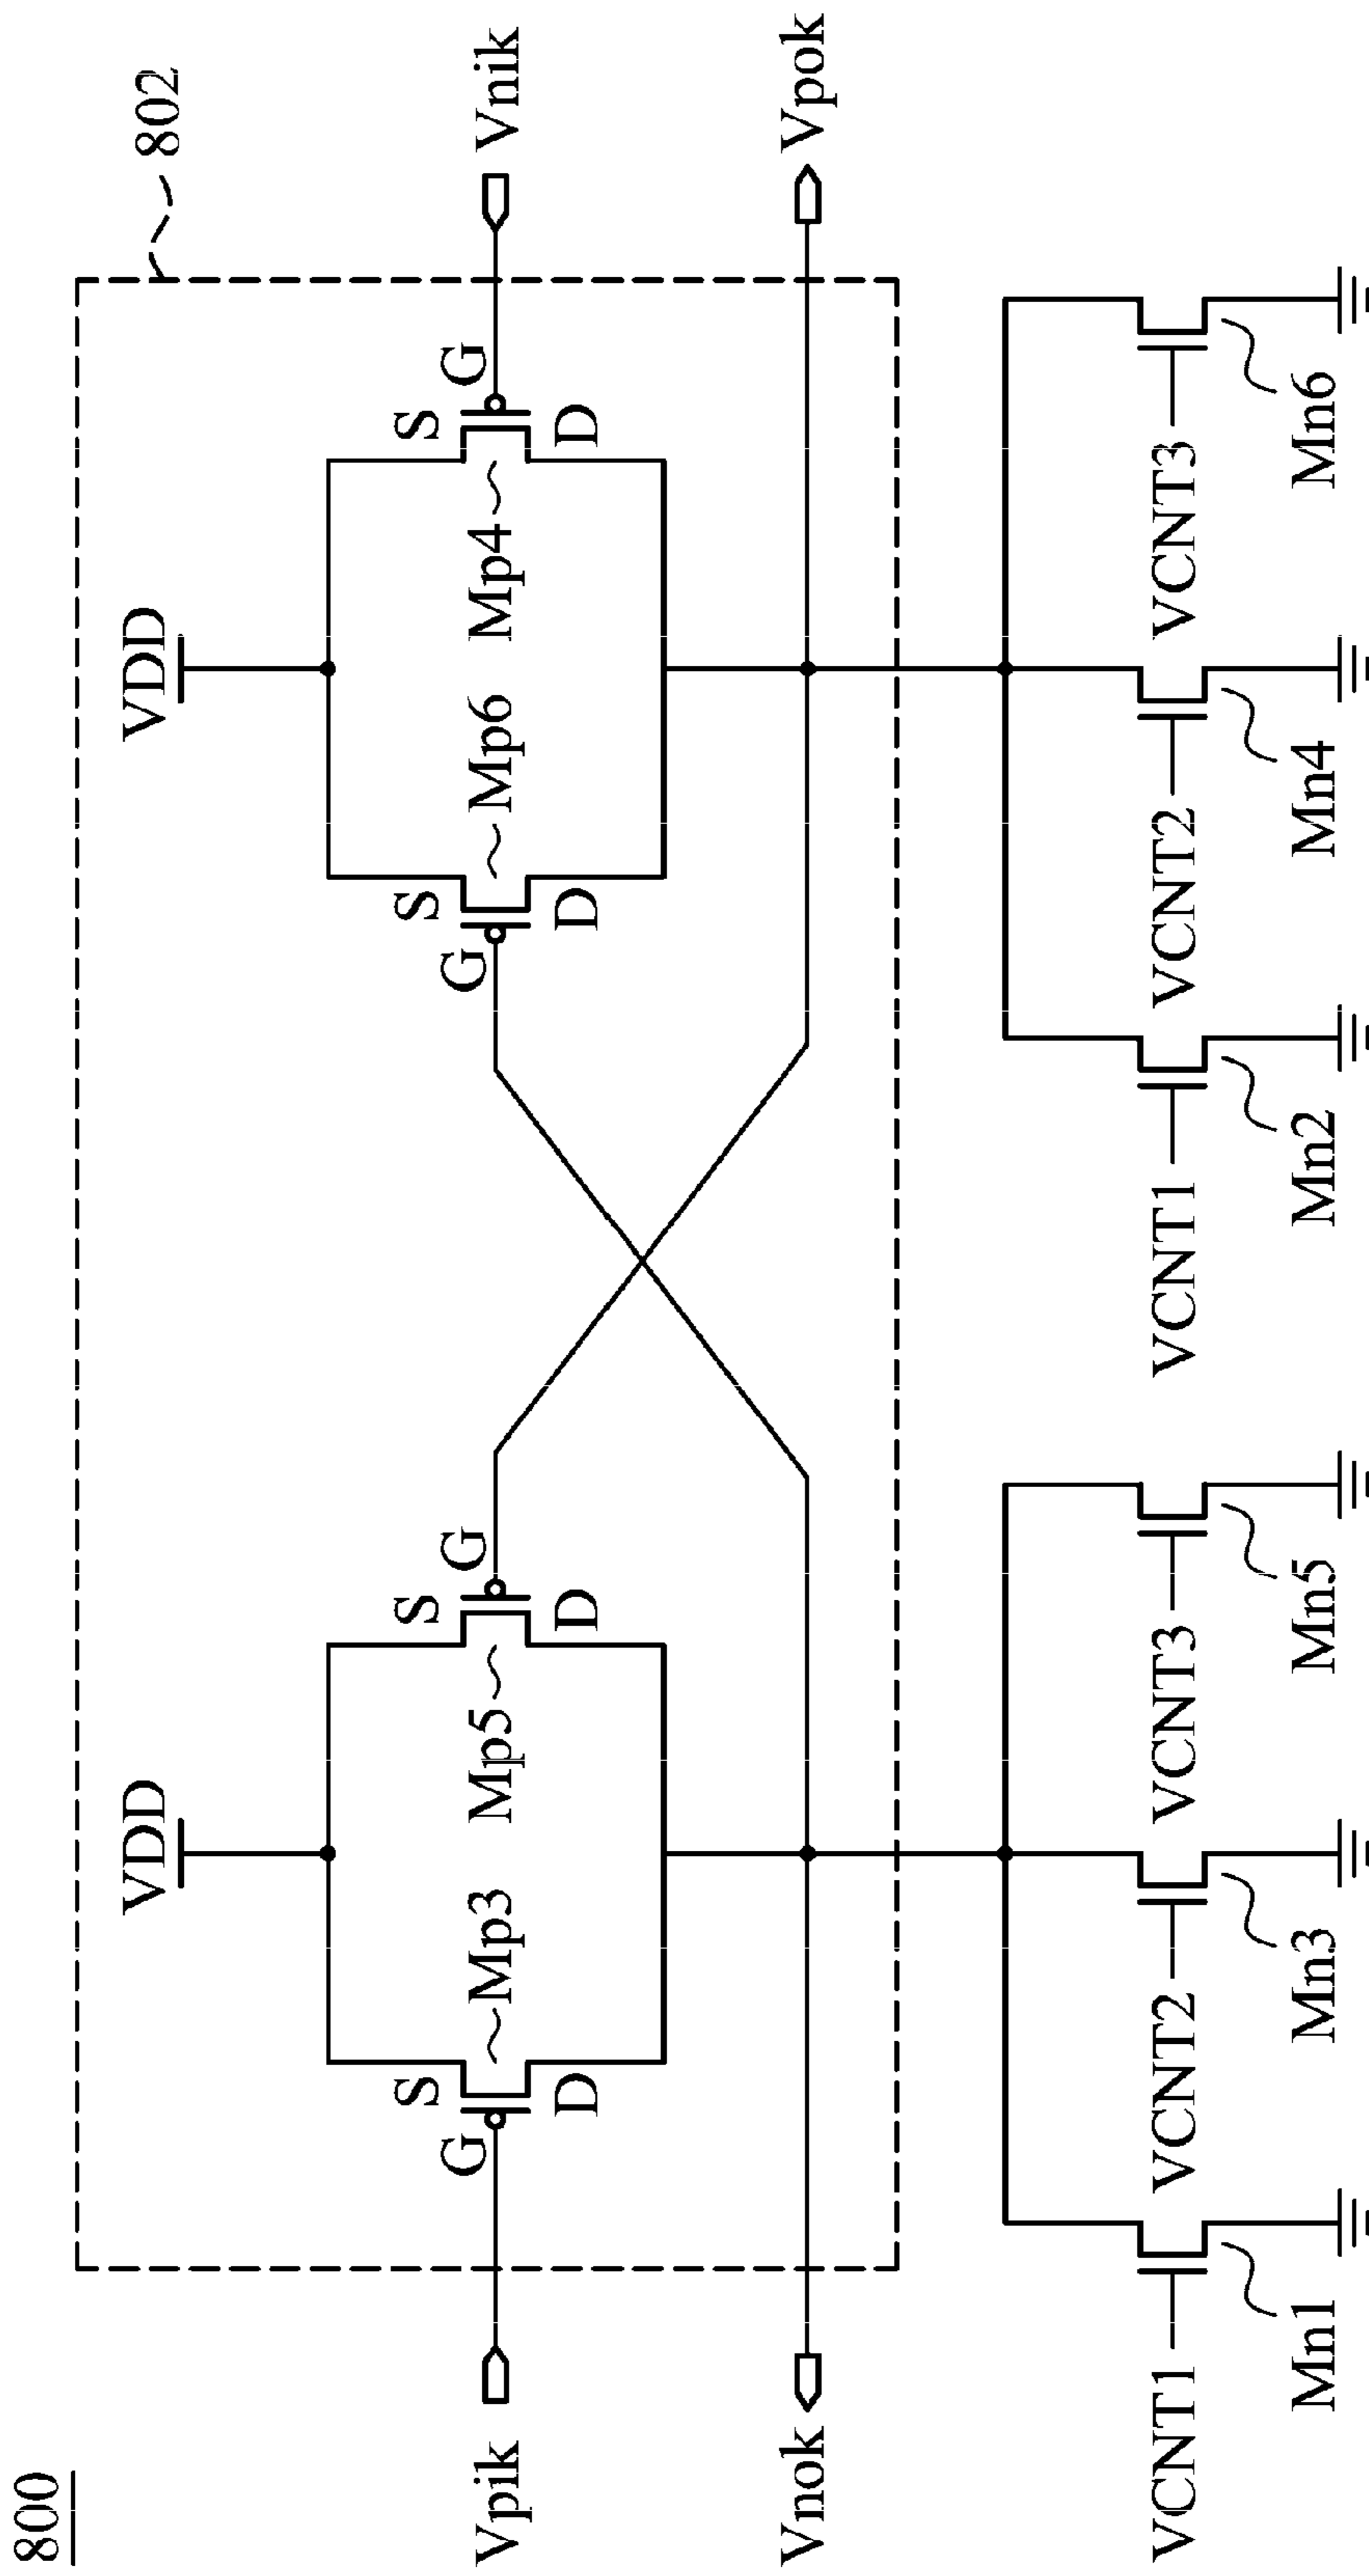 800
802
VDD
VDD
S
S
S
S
G
G
G
G
Vpik
Mp3
Mp5
Mp6
Mp4
Vnik
D
D
D
D
Vnok
Vpok
VCNT1
VCNT2
VCNT3
VCNT1
VCNT2
VCNT3
Mn1
Mn3
Mn5
Mn2
Mn4
Mn6